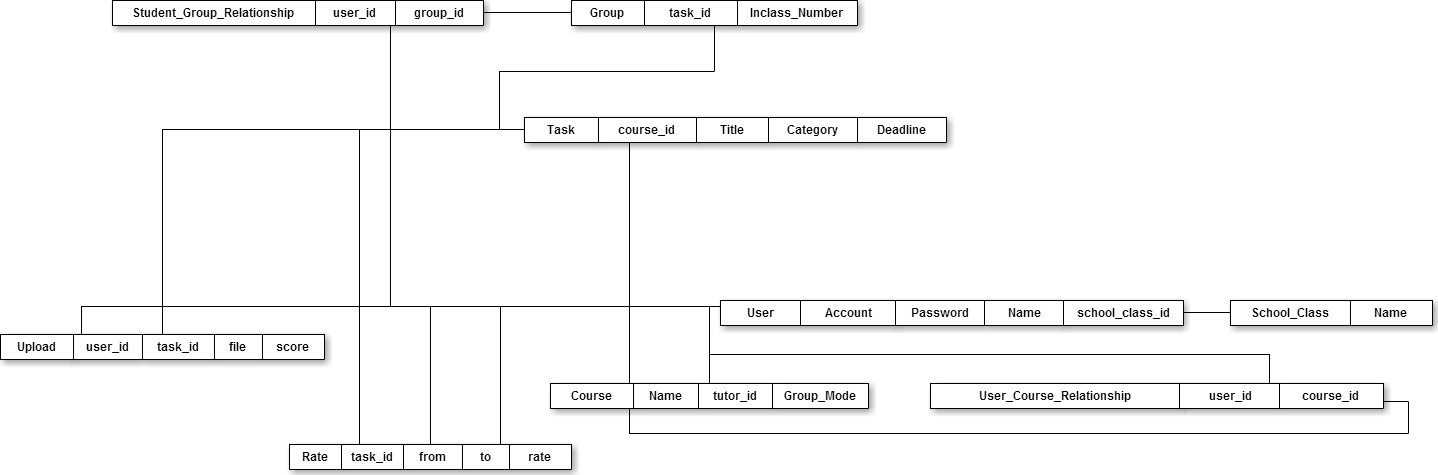 Student_Group_Relationship user_id group_id
Group task_id Inclass_Number
Task course_id Title Category Deadline
User Account Password Name school_class_id
School_Class Name
Upload user_id task_id file score
Course Name tutor_id Group_Mode
User_Course_Relationship user_id course_id
Rate task_id from to rate